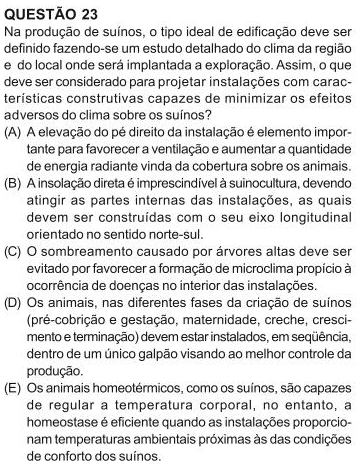 QUESTÃO 23
Na produção de suínos, o tipo ideal de edificação deve ser
definido fazendo-se um estudo detalhado do clima da região
e do local onde será implantada a exploração. Assim, o que
deve ser considerado para projetar instalações com carac-
terísticas construtivas capazes de minimizar os efeitos
adversos do clima sobre os suínos?
(A) A elevação do pé direito da instalação é elemento impor-
tante para favorecer a ventilação e aumentar a quantidade
de energia radiante vinda da cobertura sobre os animais.
(B) A insolação direta é imprescindível à suinocultura, devendo
atingir as partes internas das instalações, as quais
devem ser construídas com o seu eixo longitudinal
orientado no sentido norte-sul.
(C) O sombreamento causado por árvores altas deve ser
evitado por favorecer a formação de microclima propício à
ocorrência de doenças no interior das instalações.
(D) Os animais, nas diferentes fases da criação de suínos
(pré-cobrição e gestação, maternidade, creche, cresci-
mento e terminação) devem estar instalados, em seqüência,
dentro de um único galpão visando ao melhor controle da
produção.
(E) Os animais homeotérmicos, como os suínos, são capazes
de regular a temperatura corporal, no entanto, a
homeostase é eficiente quando as instalações proporcio-
nam temperaturas ambientais próximas às das condições
de conforto dos suínos.